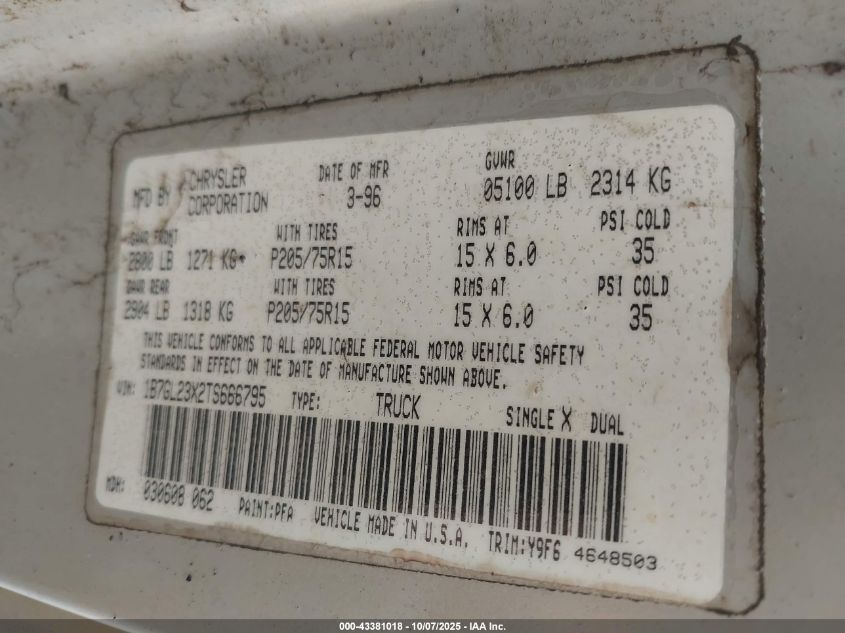 MFD BY CHRYSLER CORPORATION DATE OF MFR 3-96 GVWR 05100 LB 2314 KG
GAWR FRONT WITH TIRES RIMS AT PSI COLD
2800 LB 1271 KG P205/75R15 15 X 6.0 35
GAWR REAR WITH TIRES RIMS AT PSI COLD
2904 LB 1318 KG P205/75R15 15 X 6.0 35
THIS VEHICLE CONFORMS TO ALL APPLICABLE FEDERAL MOTOR VEHICLE SAFETY
STANDARDS IN EFFECT ON THE DATE OF MANUFACTURE SHOWN ABOVE.
VIN: 1B7GL23X2TS666795 TYPE: TRUCK SINGLE X DUAL
MDH: 030608 062 PAINT:PFA VEHICLE MADE IN U.S.A. TRIM:Y9F6 4648503
000-43381018 - 10/07/2025 - IAA Inc.